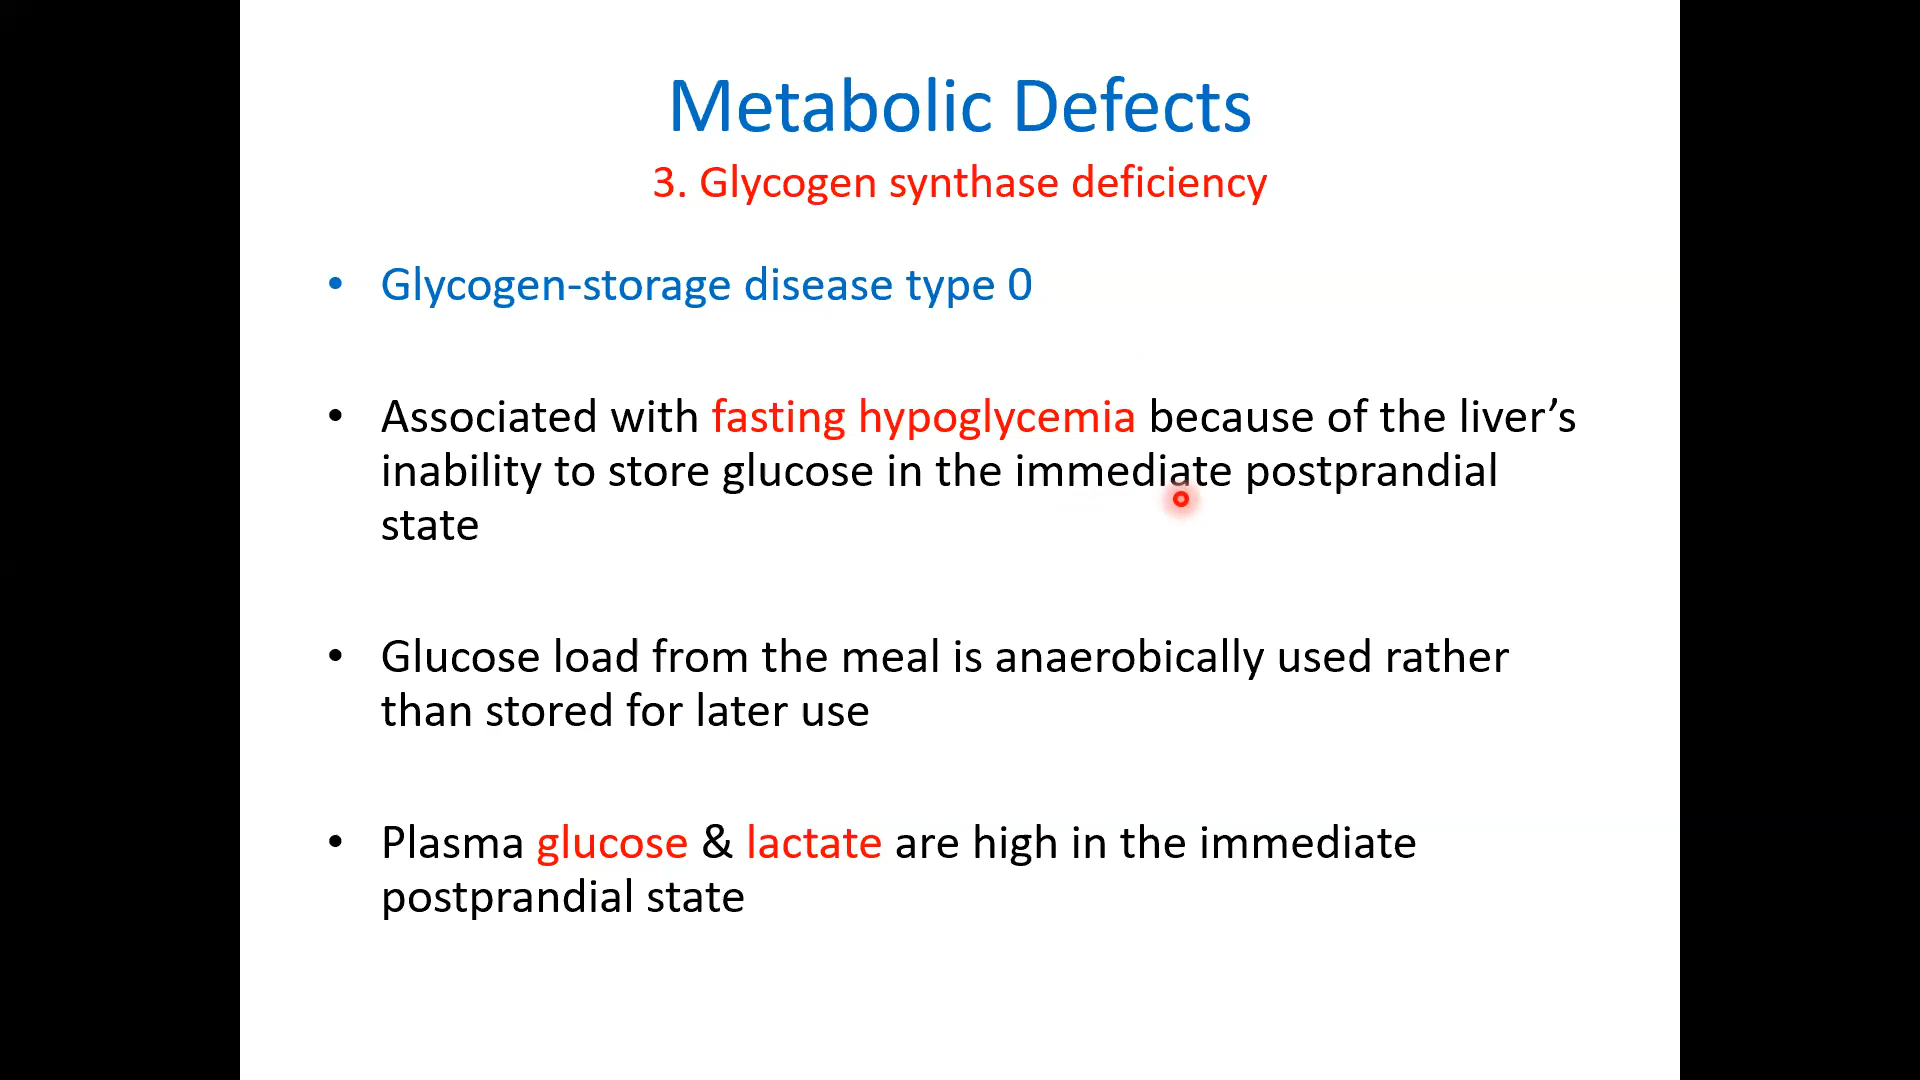 Metabolic Defects
3. Glycogen synthase deficiency
• Glycogen-storage disease type 0
• Associated with fasting hypoglycemia because of the liver’s
inability to store glucose in the immediate postprandial
state
• Glucose load from the meal is anaerobically used rather
than stored for later use
• Plasma glucose & lactate are high in the immediate
postprandial state